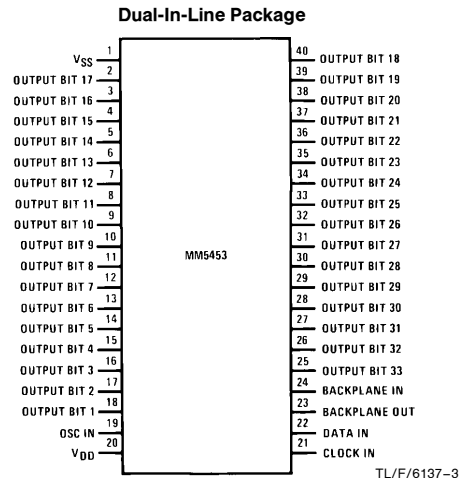 Dual-In-Line Package
VSS 1 40 OUTPUT BIT 18
OUTPUT BIT 17 2 39 OUTPUT BIT 19
OUTPUT BIT 16 3 38 OUTPUT BIT 20
OUTPUT BIT 15 4 37 OUTPUT BIT 21
OUTPUT BIT 14 5 36 OUTPUT BIT 22
OUTPUT BIT 13 6 35 OUTPUT BIT 23
OUTPUT BIT 12 7 34 OUTPUT BIT 24
OUTPUT BIT 11 8 33 OUTPUT BIT 25
OUTPUT BIT 10 9 32 OUTPUT BIT 26
OUTPUT BIT 9 10 31 OUTPUT BIT 27
MM5453
OUTPUT BIT 8 11 30 OUTPUT BIT 28
OUTPUT BIT 7 12 29 OUTPUT BIT 29
OUTPUT BIT 6 13 28 OUTPUT BIT 30
OUTPUT BIT 5 14 27 OUTPUT BIT 31
OUTPUT BIT 4 15 26 OUTPUT BIT 32
OUTPUT BIT 3 16 25 OUTPUT BIT 33
OUTPUT BIT 2 17 24 BACKPLANE IN
OUTPUT BIT 1 18 23 BACKPLANE OUT
OSC IN 19 22 DATA IN
VDD 20 21 CLOCK IN
TL/F/6137–3